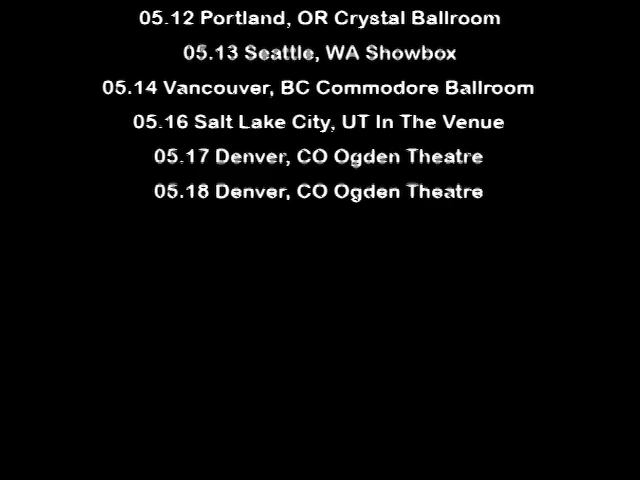 05.12 Portland, OR Crystal Ballroom
05.13 Seattle, WA Showbox
05.14 Vancouver, BC Commodore Ballroom
05.16 Salt Lake City, UT In The Venue
05.17 Denver, CO Ogden Theatre
05.18 Denver, CO Ogden Theatre